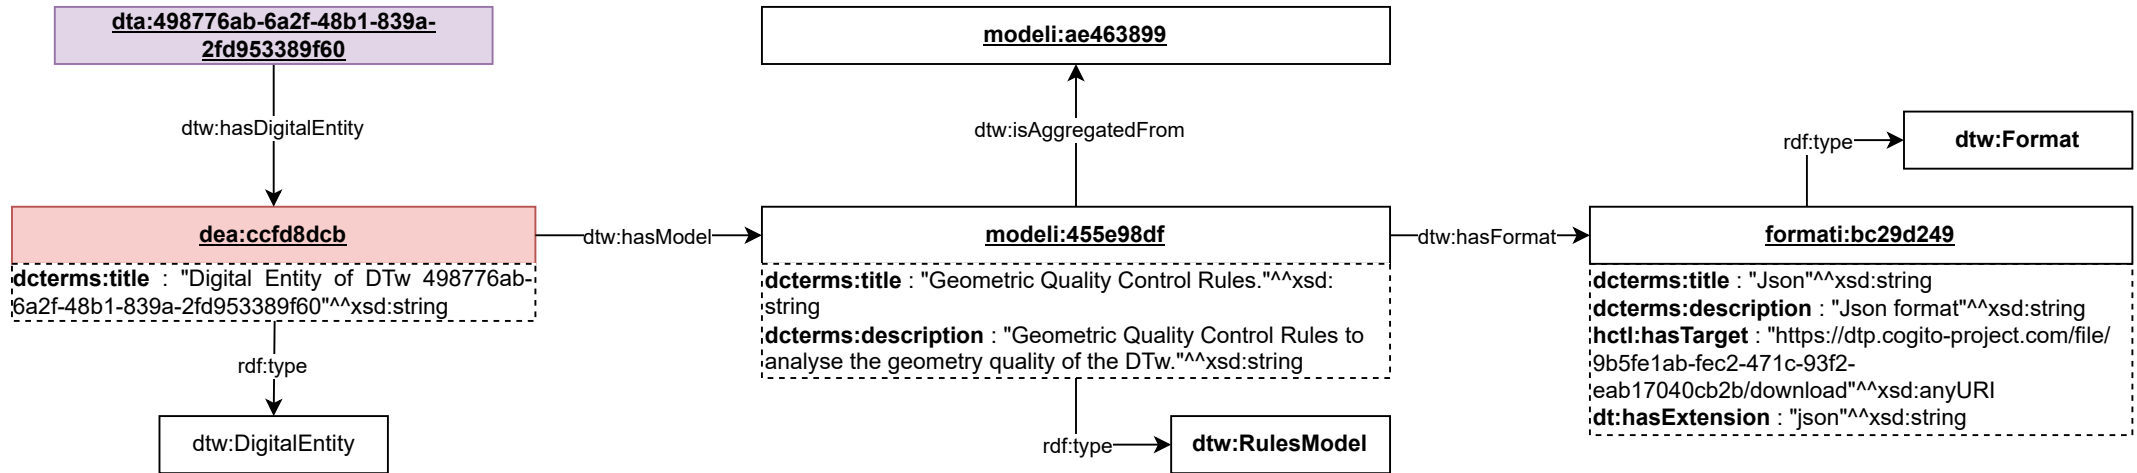 dta:498776ab-6a2f-48b1-839a-
2fd953389f60
modeli:ae463899
dtw:hasDigitalEntity
dtw:isAggregatedFrom
rdf:type
dtw:Format
dea:ccfd8dcb
dtw:hasModel
modeli:455e98df
dtw:hasFormat
formati:bc29d249
dcterms:title : "Digital Entity of DTw 498776ab-
6a2f-48b1-839a-2fd953389f60"^^xsd:string
dcterms:title : "Geometric Quality Control Rules."^^xsd:
string
dcterms:description : "Geometric Quality Control Rules to
analyse the geometry quality of the DTw."^^xsd:string
dcterms:title : "Json"^^xsd:string
dcterms:description : "Json format"^^xsd:string
hctl:hasTarget : "https://dtp.cogito-project.com/file/
9b5fe1ab-fec2-471c-93f2-
eab17040cb2b/download"^^xsd:anyURI
dt:hasExtension : "json"^^xsd:string
rdf:type
dtw:DigitalEntity
rdf:type
dtw:RulesModel